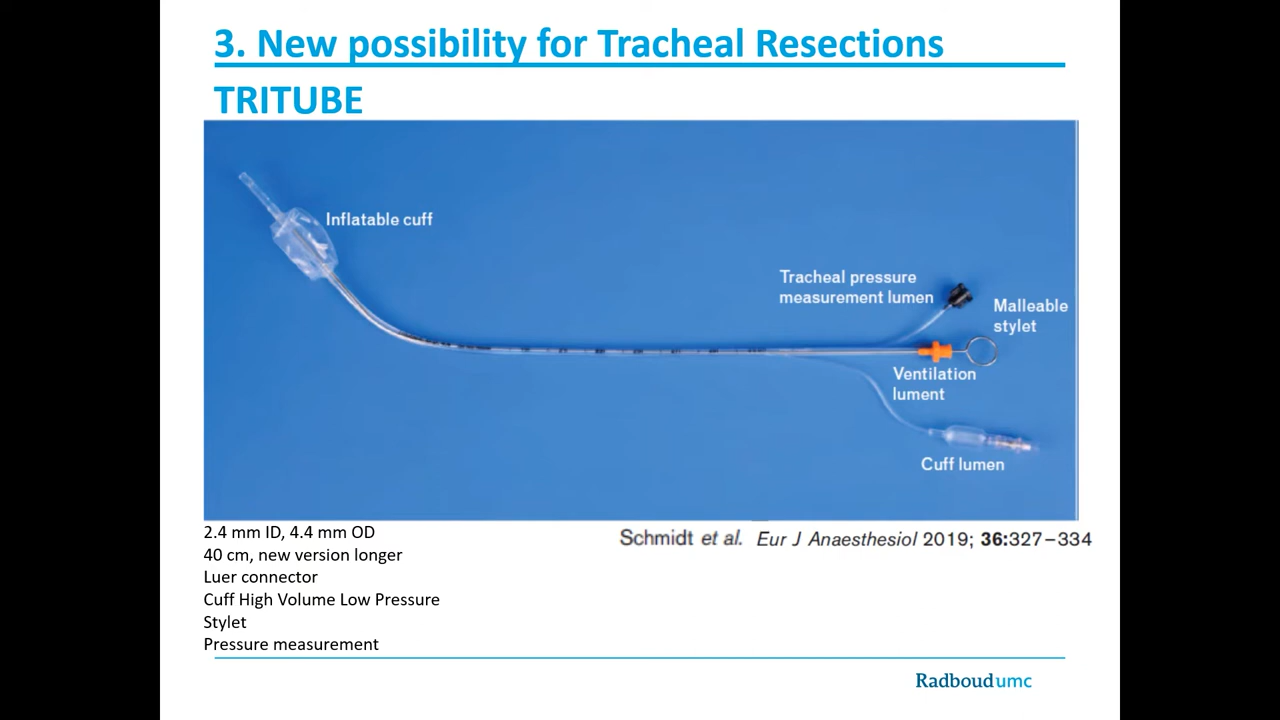 3. New possibility for Tracheal Resections
TRITUBE
Inflatable cuff
Tracheal pressure
measurement lumen
Malleable
stylet
Ventilation
lument
Cuff lumen
2.4 mm ID, 4.4 mm OD
40 cm, new version longer
Luer connector
Cuff High Volume Low Pressure
Stylet
Pressure measurement
Schmidt et al. Eur J Anaesthesiol 2019; 36:327–334
Radboudumc